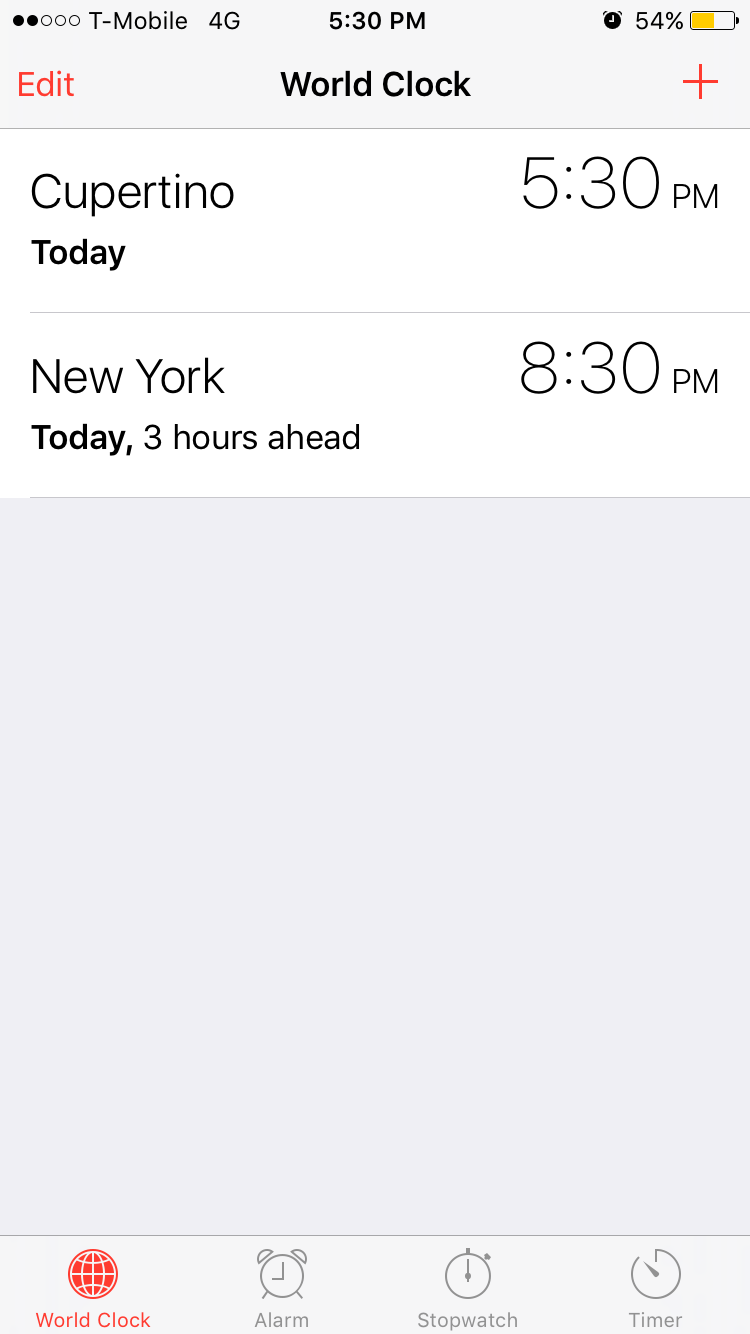 T-Mobile 4G 5:30 PM 54%
Edit World Clock
Cupertino 5:30 PM
Today
New York 8:30 PM
Today, 3 hours ahead
World Clock Alarm Stopwatch Timer